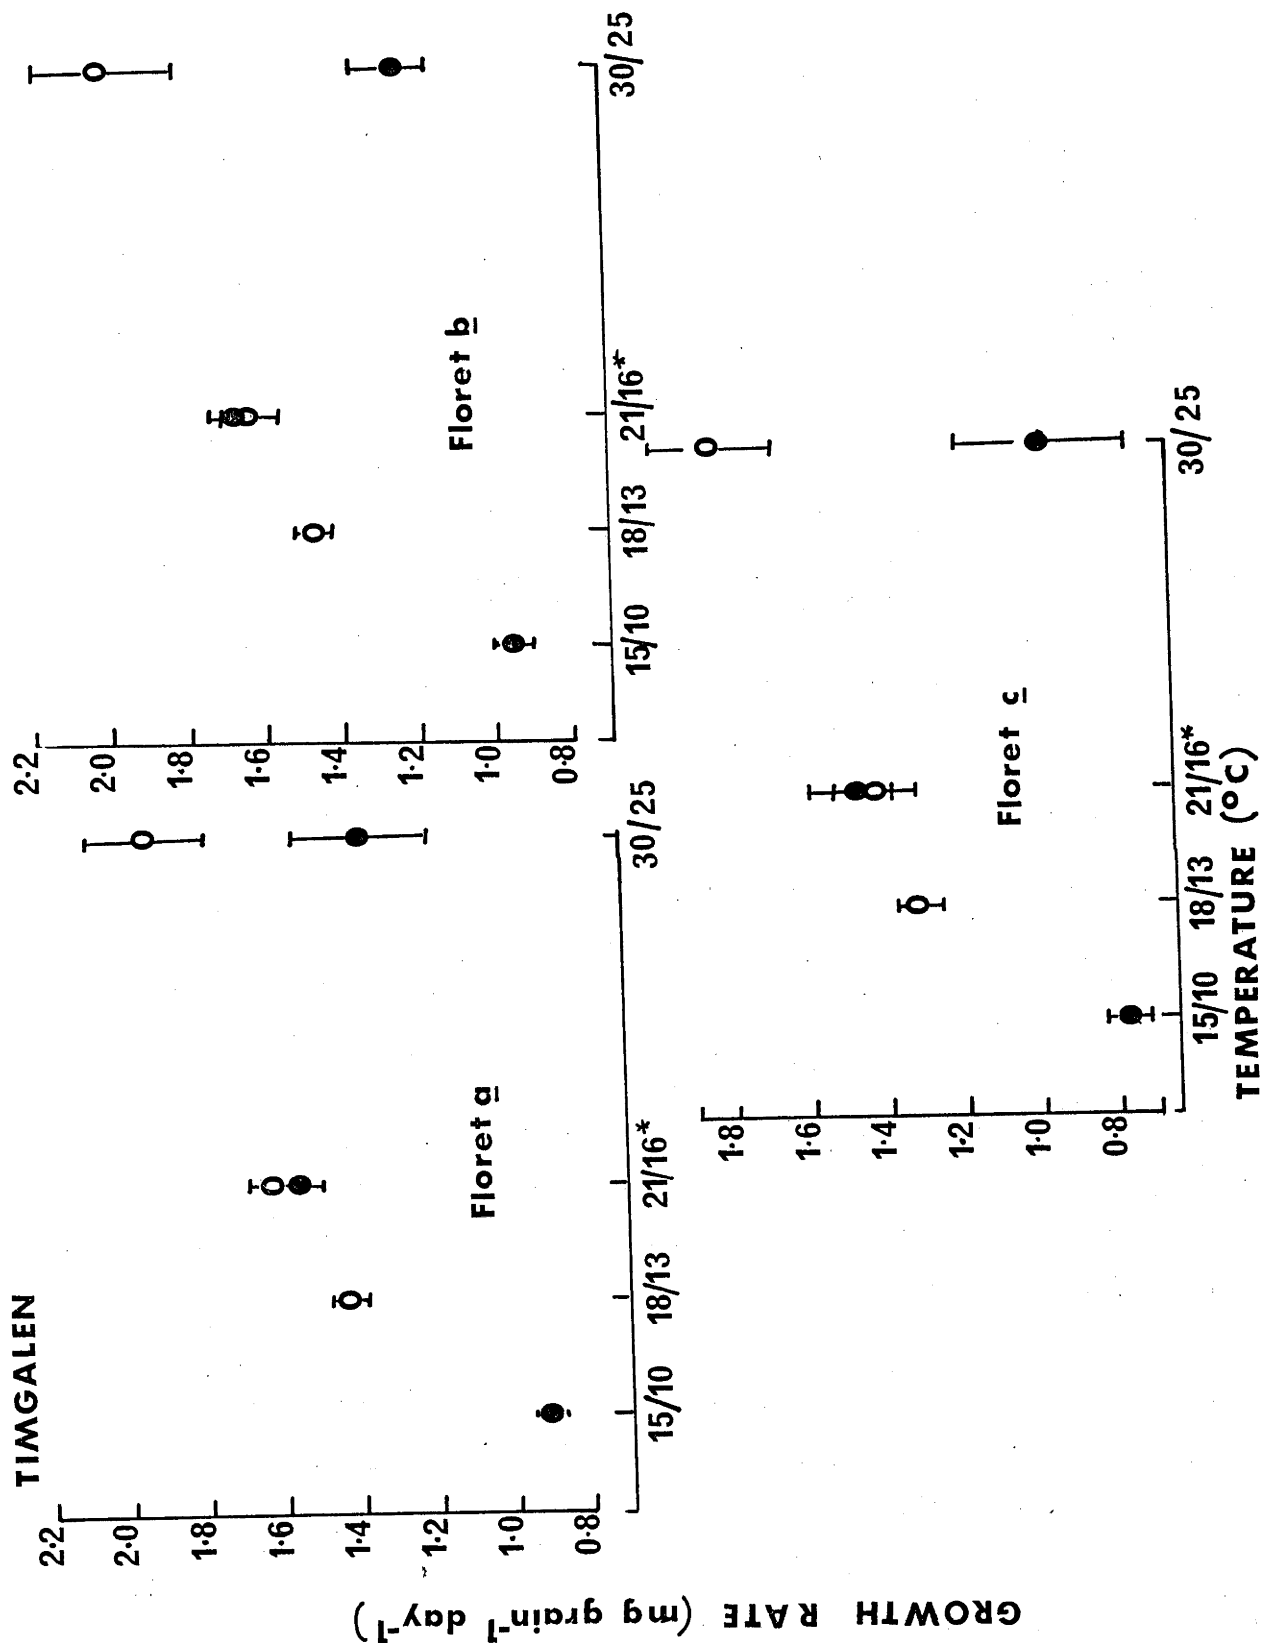 TIMGALEN
GROWTH RATE (mg grain⁻¹ day⁻¹)
2·2
2·0
1·8
1·6
1·4
1·2
1·0
0·8
Floret a
15/10 18/13 21/16* 30/25
2·2
2·0
1·8
1·6
1·4
1·2
1·0
0·8
Floret b
15/10 18/13 21/16* 30/25
1·8
1·6
1·4
1·2
1·0
0·8
Floret c
15/10 18/13 21/16* 30/25
TEMPERATURE (°C)